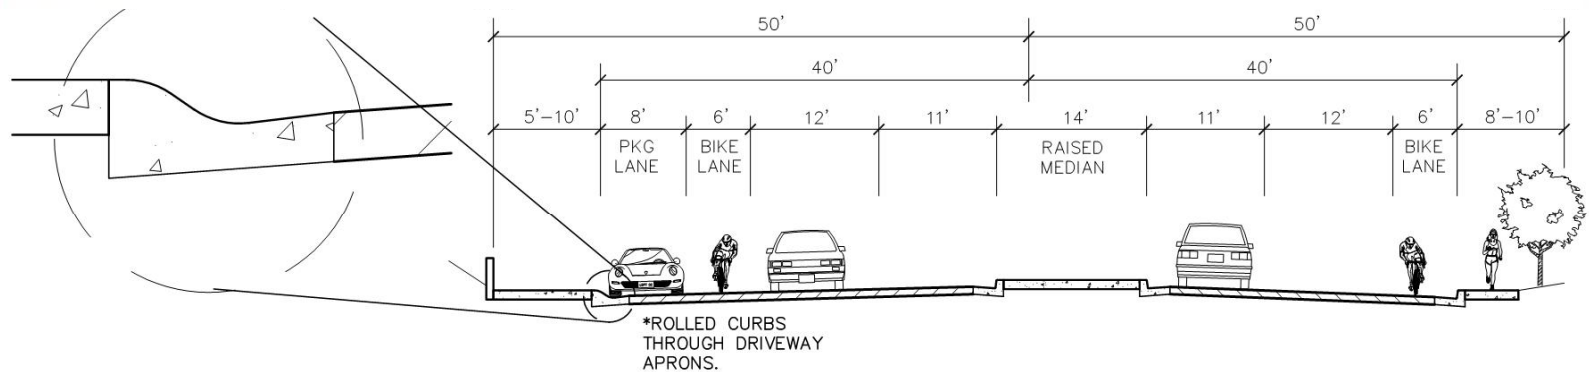 50'
50'
40'
40'
5'-10'
8'
6'
12'
11'
14'
11'
12'
6'
8'-10'
PKG
LANE
BIKE
LANE
RAISED
MEDIAN
BIKE
LANE
*ROLLED CURBS
THROUGH DRIVEWAY
APRONS.